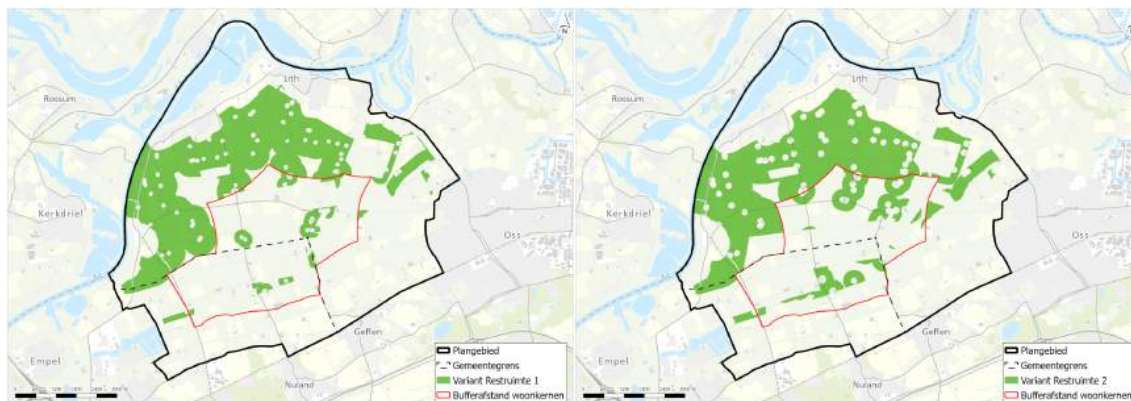 Lith
Rossum
Kerkdriel
Oss
Geffen
Empel
Nuland
Plangebied
Gemeentegrens
Variant Restruimte 1
Bufferafstand woonkernen
Lith
Rossum
Kerkdriel
Oss
Geffen
Empel
Nuland
Plangebied
Gemeentegrens
Variant Restruimte 2
Bufferafstand woonkernen